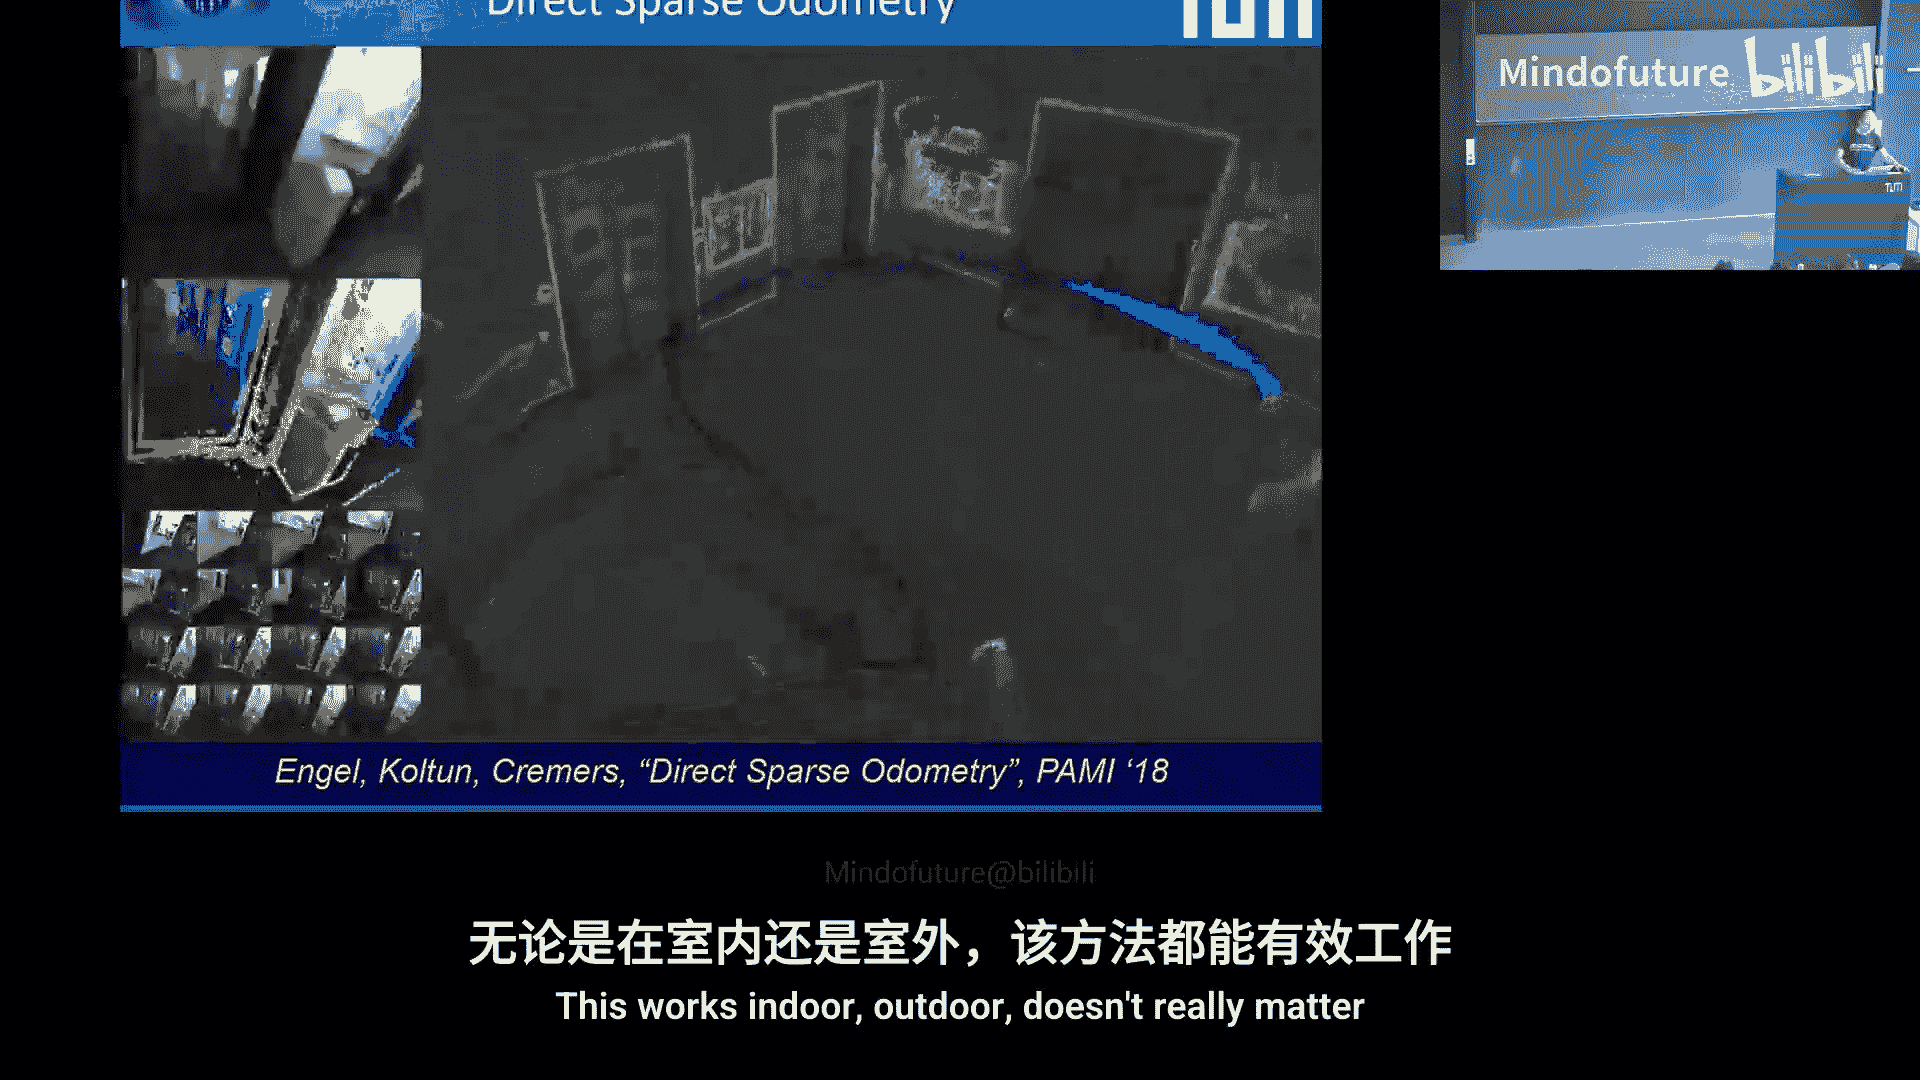 Direct Sparse Odometry
TUM
Mindofuture bilibili
TUM
Engel, Koltun, Cremers, “Direct Sparse Odometry”, PAMI ‘18
Mindofuture@bilibili
无论是在室内还是室外，该方法都能有效工作
This works indoor, outdoor, doesn't really matter